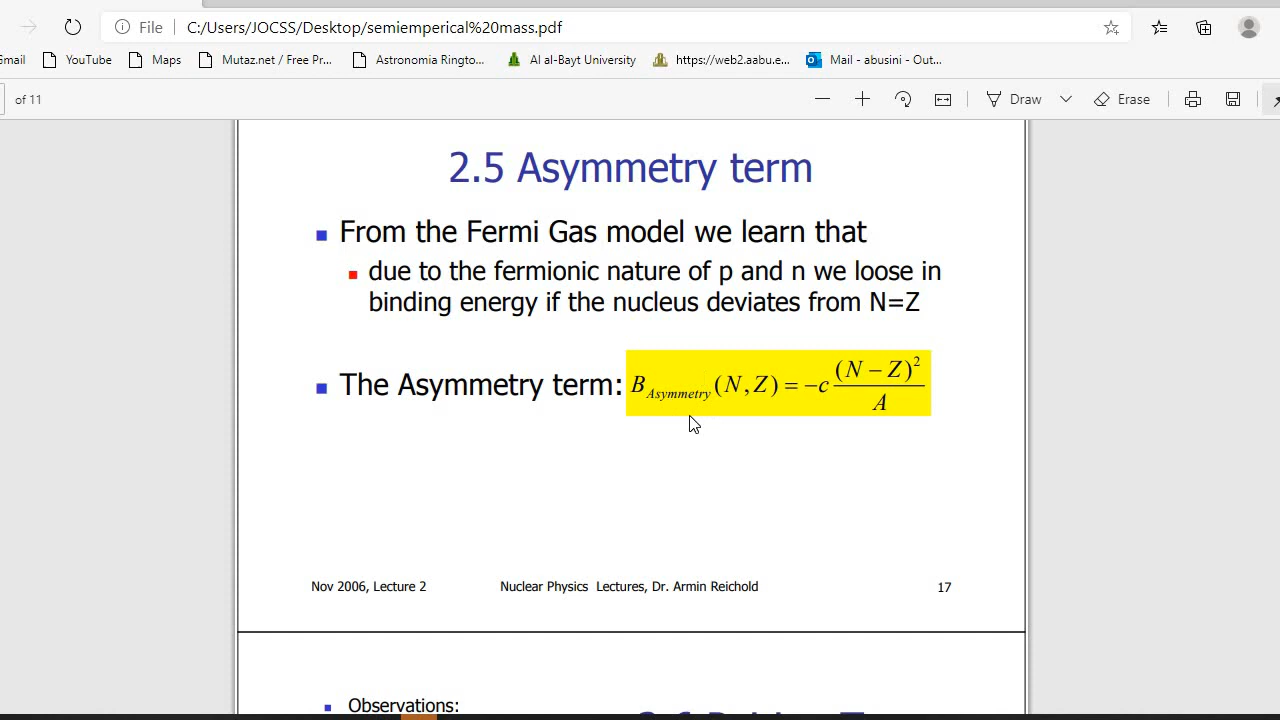 File C:/Users/JOCSS/Desktop/semiemperical%20mass.pdf
Gmail YouTube Maps Mutaz.net / Free Pr... Astronomia Ringto... Al al-Bayt University https://web2.aabu.e... Mail - abusini - Out...
of 11 Draw Erase
2.5 Asymmetry term
From the Fermi Gas model we learn that
due to the fermionic nature of p and n we loose in
binding energy if the nucleus deviates from N=Z
The Asymmetry term: B_Asymmetry (N, Z) = -c (N - Z)² / A
Nov 2006, Lecture 2 Nuclear Physics Lectures, Dr. Armin Reichold 17
Observations: